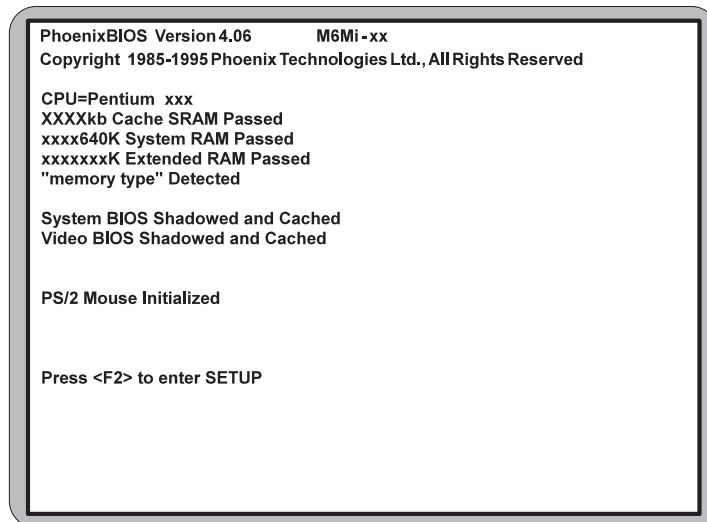 PhoenixBIOS Version 4.06 M6Mi-xx
Copyright 1985-1995 Phoenix Technologies Ltd., All Rights Reserved
CPU=Pentium xxx
XXXXkb Cache SRAM Passed
xxxx640K System RAM Passed
xxxxxxxK Extended RAM Passed
"memory type" Detected
System BIOS Shadowed and Cached
Video BIOS Shadowed and Cached
PS/2 Mouse Initialized
Press <F2> to enter SETUP